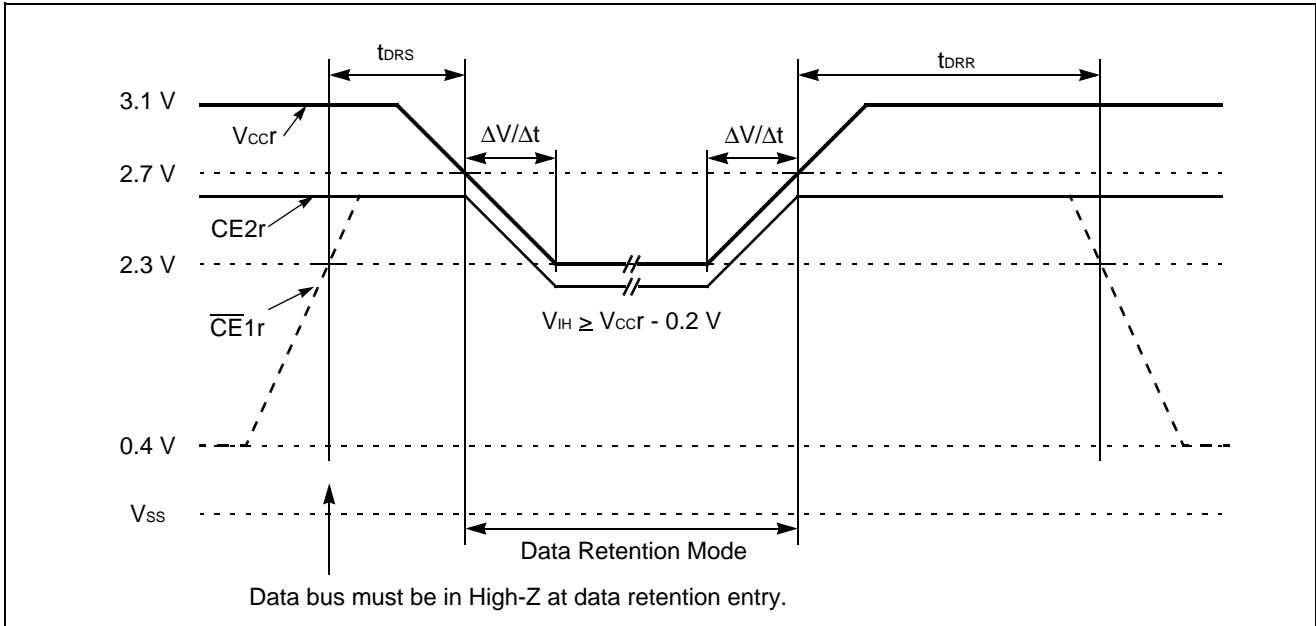 tDRS
tDRR
3.1 V
VCCr
ΔV/Δt
ΔV/Δt
2.7 V
CE2r
2.3 V
C̅E̅1r
VIH ≥ VCCr - 0.2 V
0.4 V
VSS
Data Retention Mode
Data bus must be in High-Z at data retention entry.